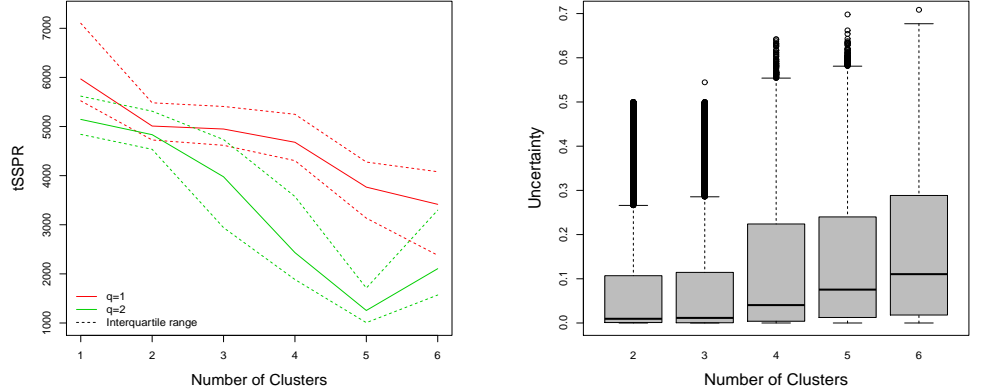 tSSPR
7000
6000
5000
4000
3000
2000
1000
q=1
q=2
Interquartile range
1 2 3 4 5 6
Number of Clusters
Uncertainty
0.7
0.6
0.5
0.4
0.3
0.2
0.1
0.0
2 3 4 5 6
Number of Clusters